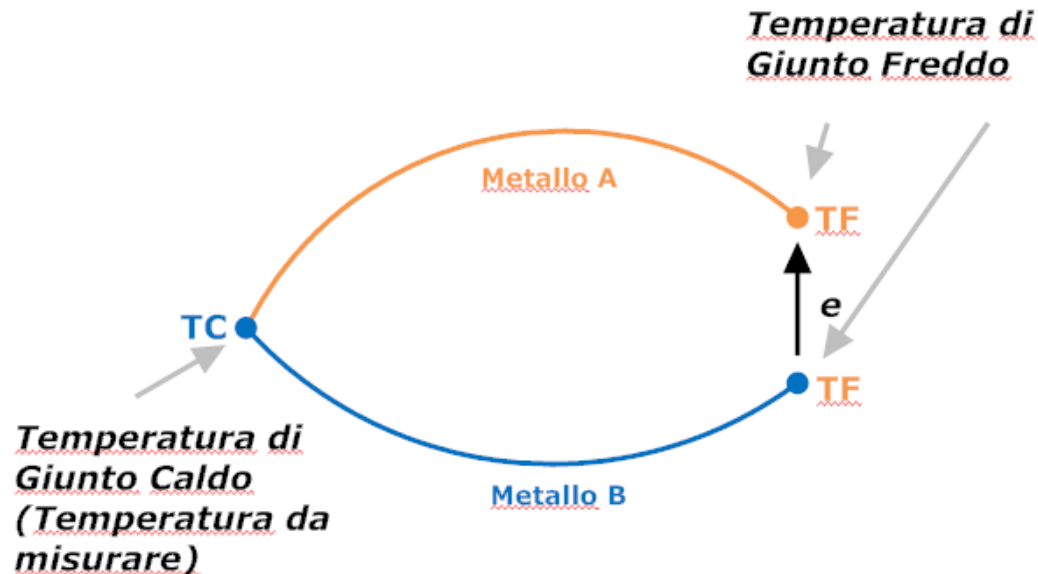 Temperatura di
Giunto Freddo
Metallo A
TF
TC
e
TF
Temperatura di
Giunto Caldo
(Temperatura da
misurare)
Metallo B